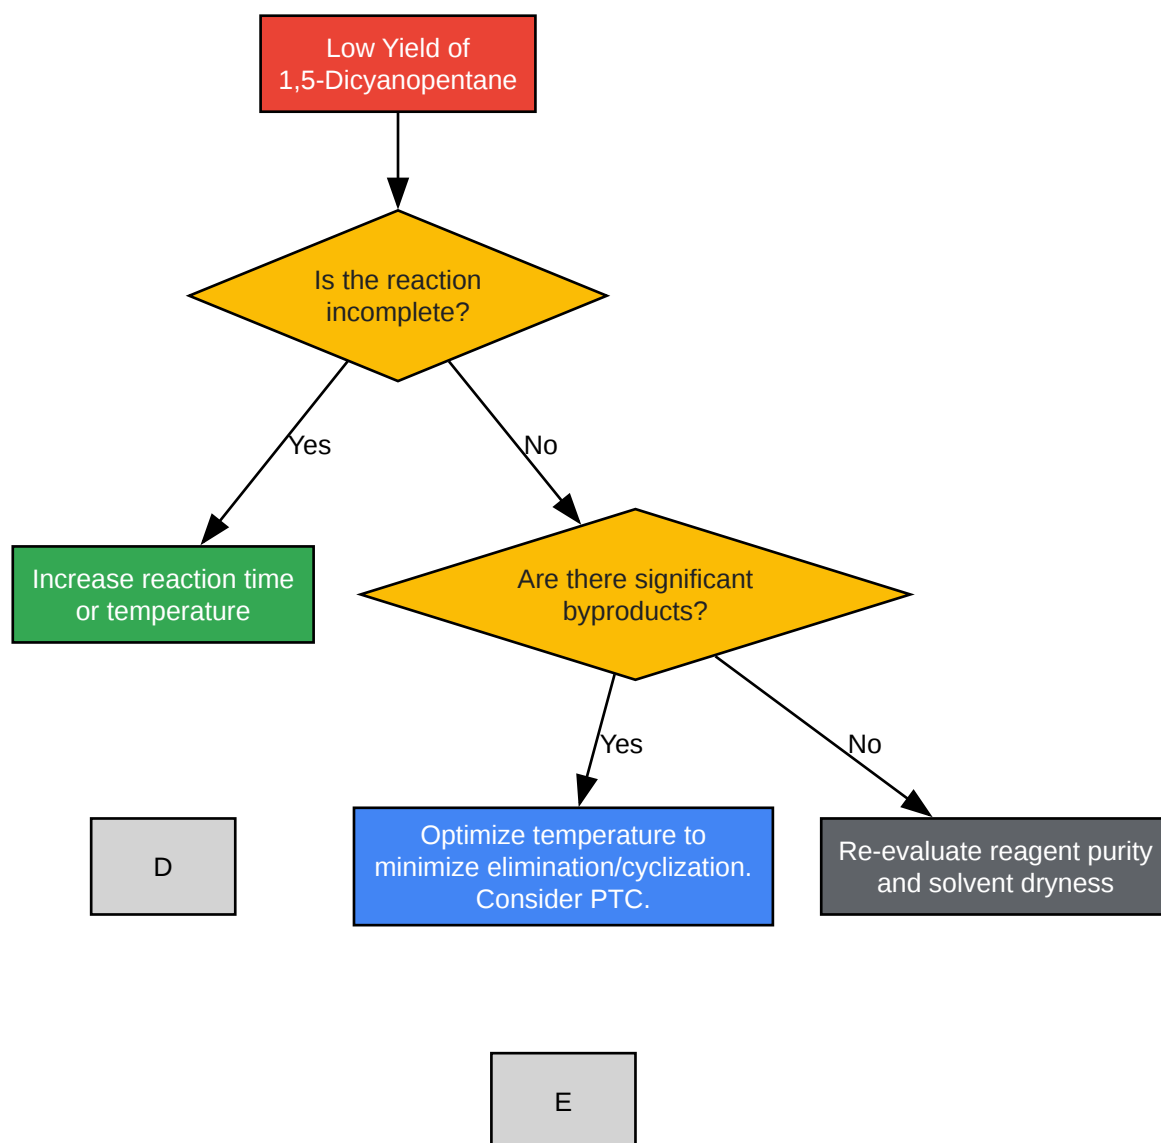 Low Yield of
1,5-Dicyanopentane
Is the reaction
incomplete?
Yes
No
Increase reaction time
or temperature
Are there significant
byproducts?
Yes
No
D
Optimize temperature to
minimize elimination/cyclization.
Consider PTC.
Re-evaluate reagent purity
and solvent dryness
E